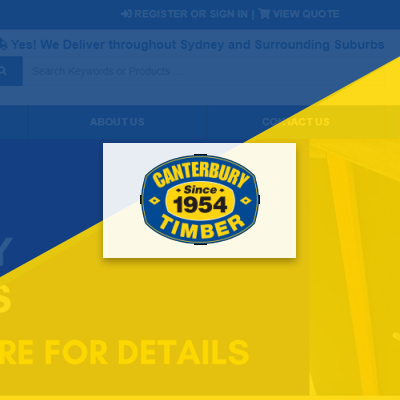 REGISTER OR SIGN IN | VIEW QUOTE
Yes! We Deliver throughout Sydney and Surrounding Suburbs
Search Keywords or Products ...
ABOUT US
CONTACT US
CANTERBURY
Since
1954
TIMBER
Y
S
RE FOR DETAILS